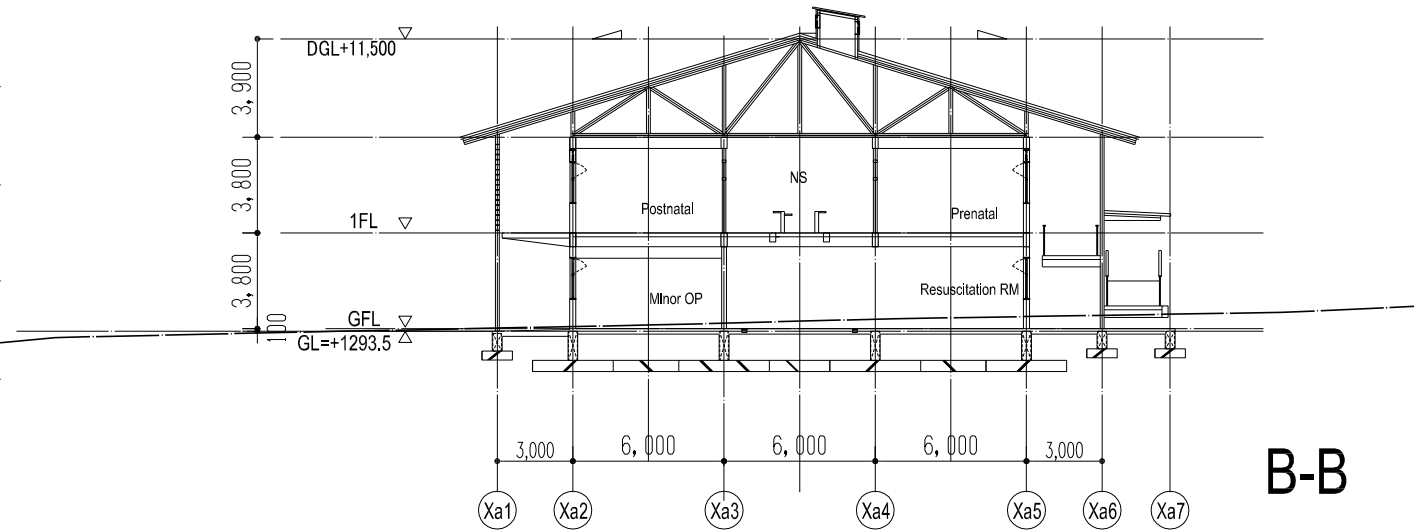 DGL+11,500
3,900
3,800
NS
Postnatal
Prenatal
1FL
3,800
Resuscitation RM
MInor OP
GFL
100
GL=+1293.5
3,000
6,000
6,000
6,000
3,000
B-B
Xa1
Xa2
Xa3
Xa4
Xa5
Xa6
Xa7